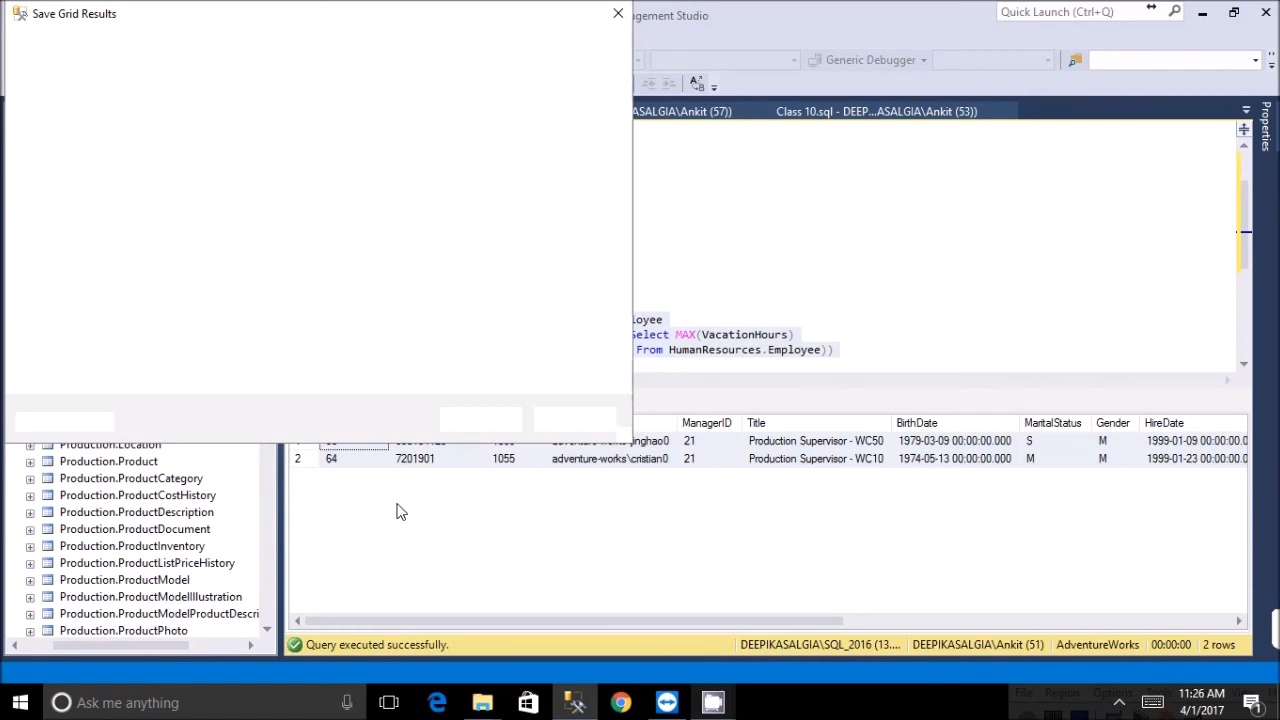 Save Grid Results
nagement Studio
Quick Launch (Ctrl+Q)
Generic Debugger
ASALGIA\Ankit (57))
Class 10.sql - DEEP...ASALGIA\Ankit (53))
Properties
loyee
Select MAX(VacationHours)
From HumanResources.Employee))
ManagerID Title BirthDate MaritalStatus Gender HireDate
21 Production Supervisor - WC50 1979-03-09 00:00:00.000 S M 1999-01-09 00:00:00.0
2 64 7201901 1055 adventure-works\cristian0 21 Production Supervisor - WC10 1974-05-13 00:00:00.000 M M 1999-01-23 00:00:00.0
Production.Location
Production.Product
Production.ProductCategory
Production.ProductCostHistory
Production.ProductDescription
Production.ProductDocument
Production.ProductInventory
Production.ProductListPriceHistory
Production.ProductModel
Production.ProductModelIllustration
Production.ProductModelProductDescri
Production.ProductPhoto
Query executed successfully.
DEEPIKASALGIA\SQL_2016 (13....
DEEPIKASALGIA\Ankit (51)
AdventureWorks
00:00:00
2 rows
Ask me anything
File Region Options
11:26 AM
4/1/2017